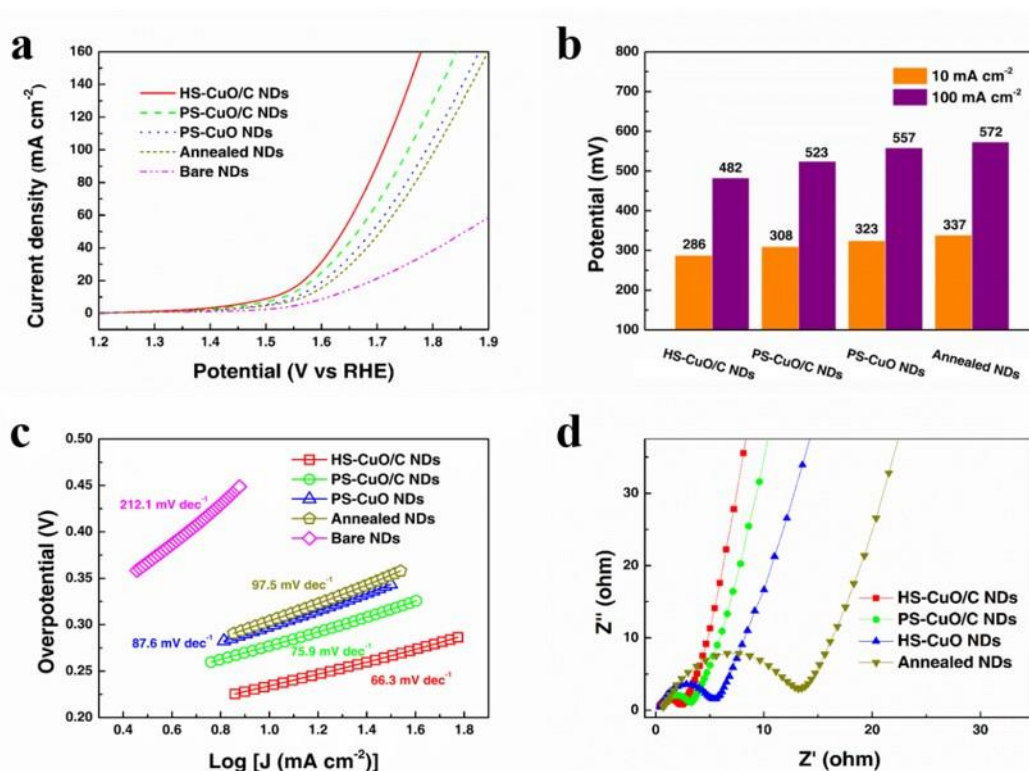 a
160
140
120
100
80
60
40
20
0
1.2 1.3 1.4 1.5 1.6 1.7 1.8 1.9
Current density (mA cm⁻²)
Potential (V vs RHE)
HS-CuO/C NDs
PS-CuO/C NDs
PS-CuO NDs
Annealed NDs
Bare NDs
b
800
700
600
500
400
300
200
100
Potential (mV)
10 mA cm⁻²
100 mA cm⁻²
286 482 308 523 323 557 337 572
HS-CuO/C NDs
PS-CuO/C NDs
PS-CuO NDs
Annealed NDs
c
0.50
0.45
0.40
0.35
0.30
0.25
0.20
0.4 0.6 0.8 1.0 1.2 1.4 1.6 1.8
Overpotential (V)
Log [J (mA cm⁻²)]
HS-CuO/C NDs
PS-CuO/C NDs
PS-CuO NDs
Annealed NDs
Bare NDs
212.1 mV dec⁻¹
97.5 mV dec⁻¹
87.6 mV dec⁻¹
75.9 mV dec⁻¹
66.3 mV dec⁻¹
d
30
20
10
0
0 10 20 30
Z'' (ohm)
Z' (ohm)
HS-CuO/C NDs
PS-CuO/C NDs
HS-CuO NDs
Annealed NDs